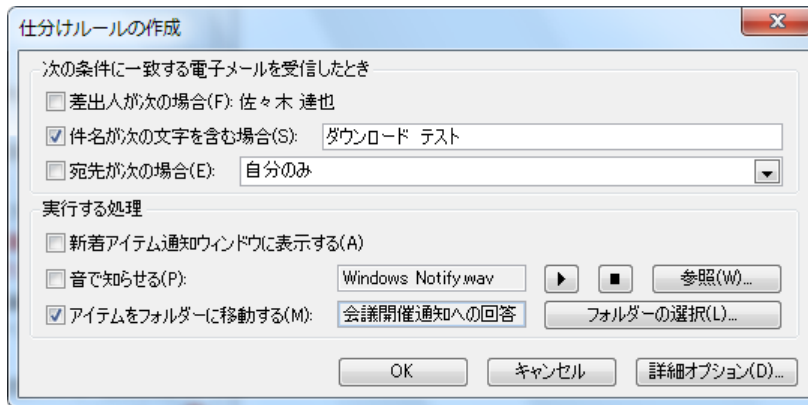 仕分けルールの作成
次の条件に一致する電子メールを受信したとき
差出人が次の場合(F): 佐々木 達也
件名が次の文字を含む場合(S): ダウンロード テスト
宛先が次の場合(E): 自分のみ
実行する処理
新着アイテム通知ウィンドウに表示する(A)
音で知らせる(P): Windows Notify.wav 参照(W)...
アイテムをフォルダーに移動する(M): 会議開催通知への回答 フォルダーの選択(L)...
OK キャンセル 詳細オプション(D)...